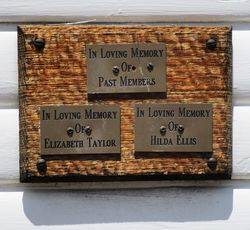 In Loving Memory
Of
Past Members
In Loving Memory
Of
Elizabeth Taylor
In Loving Memory
Of
Hilda Ellis